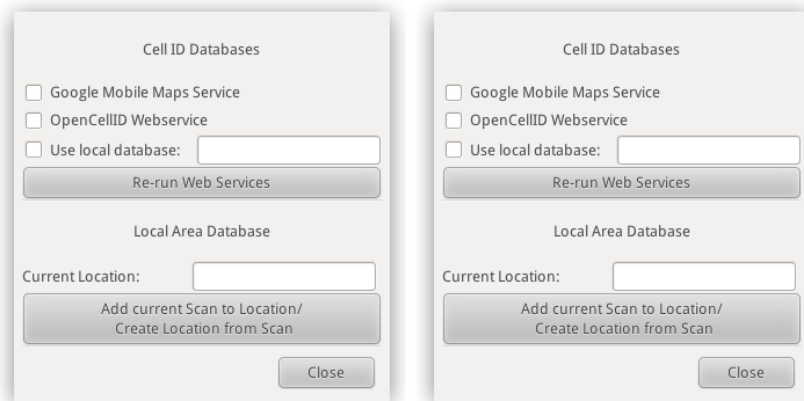 Cell ID Databases
Google Mobile Maps Service
OpenCellID Webservice
Use local database:
Re-run Web Services
Local Area Database
Current Location:
Add current Scan to Location/
Create Location from Scan
Close
Cell ID Databases
Google Mobile Maps Service
OpenCellID Webservice
Use local database:
Re-run Web Services
Local Area Database
Current Location:
Add current Scan to Location/
Create Location from Scan
Close